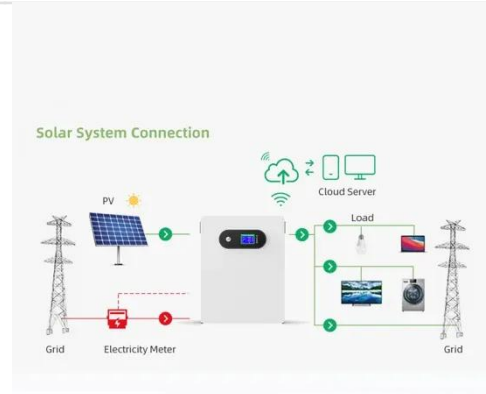 Solar System Connection
Cloud Server
PV
Load
Grid
Electricity Meter
Grid